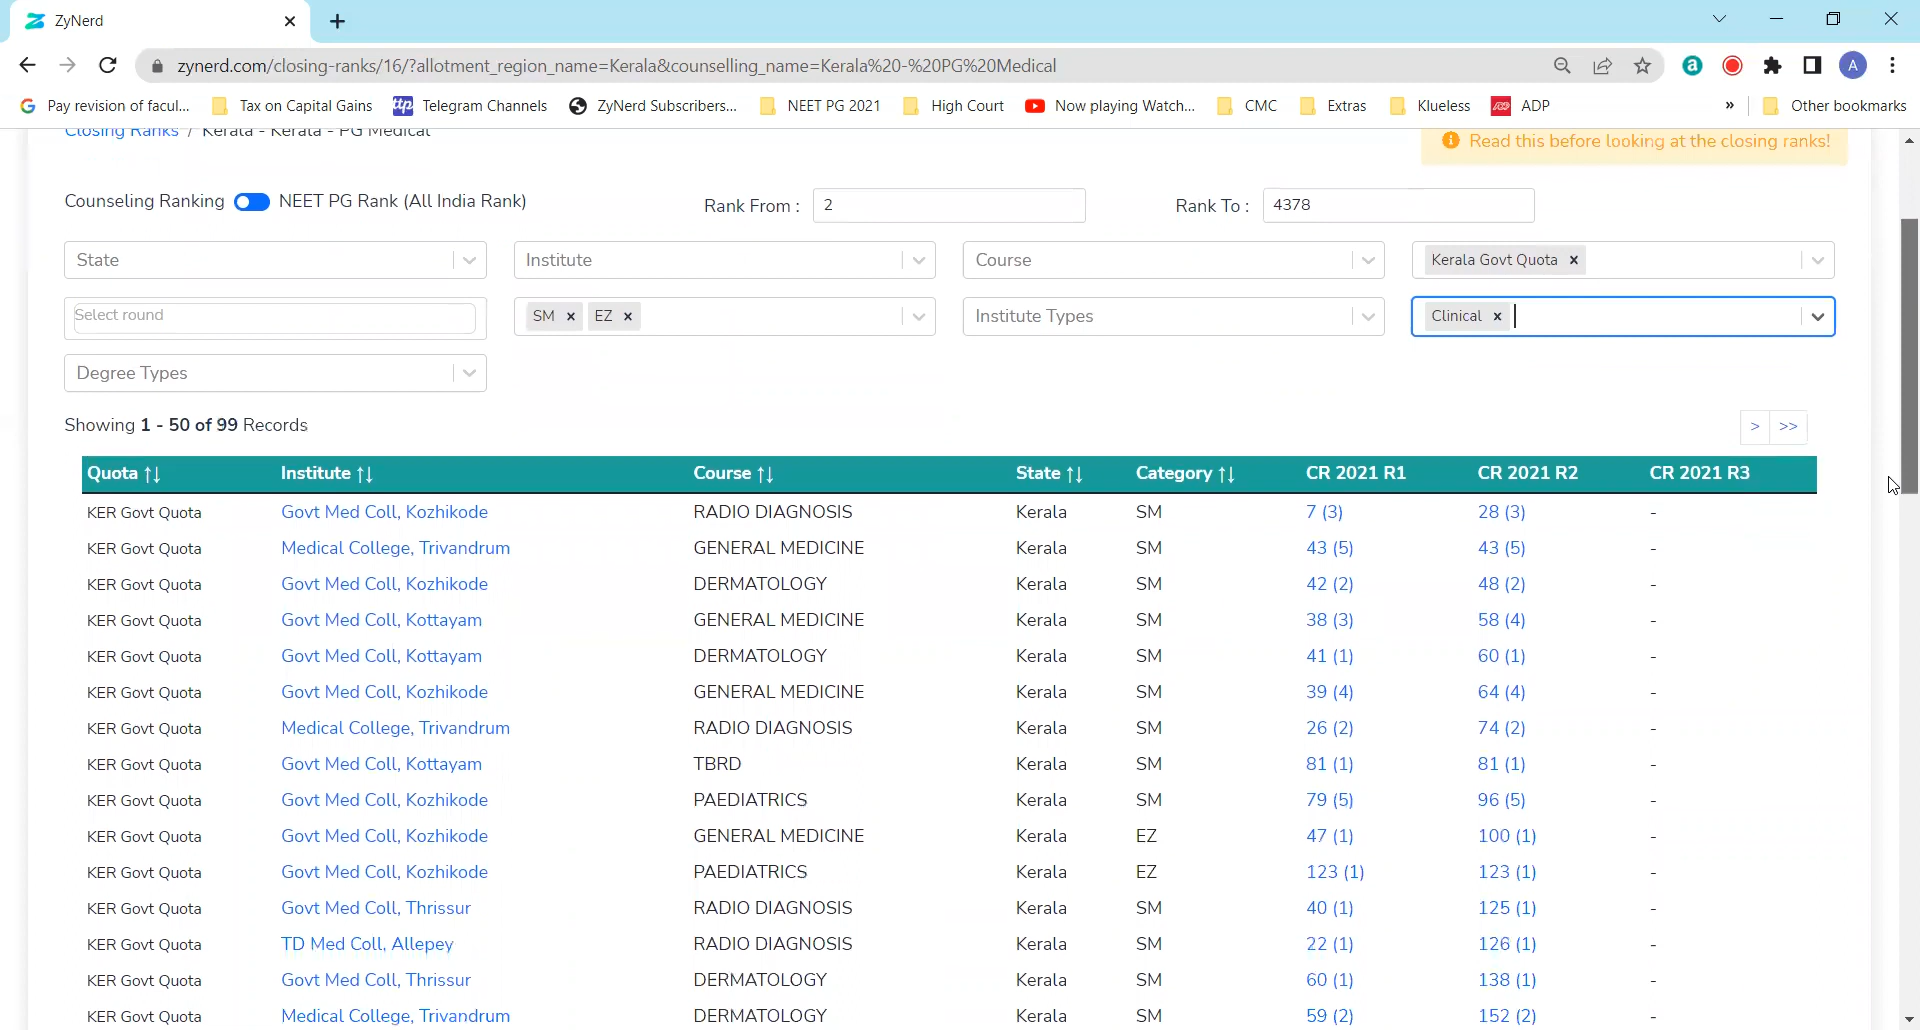 ZyNerd
zynerd.com/closing-ranks/16/?allotment_region_name=Kerala&counselling_name=Kerala%20-%20PG%20Medical
A
Pay revision of facul... Tax on Capital Gains Telegram Channels ZyNerd Subscribers... NEET PG 2021 High Court Now playing Watch... CMC Extras Klueless ADP » Other bookmarks
Closing Ranks / Kerala - Kerala - PG Medical
Read this before looking at the closing ranks!
Counseling Ranking NEET PG Rank (All India Rank) Rank From : 2 Rank To : 4378
State Institute Course Kerala Govt Quota ×
Select round SM × EZ × Institute Types Clinical ×
Degree Types
Showing 1 - 50 of 99 Records > >>
Quota ↑↓ Institute ↑↓ Course ↑↓ State ↑↓ Category ↑↓ CR 2021 R1 CR 2021 R2 CR 2021 R3
KER Govt Quota Govt Med Coll, Kozhikode RADIO DIAGNOSIS Kerala SM 7 (3) 28 (3) -
KER Govt Quota Medical College, Trivandrum GENERAL MEDICINE Kerala SM 43 (5) 43 (5) -
KER Govt Quota Govt Med Coll, Kozhikode DERMATOLOGY Kerala SM 42 (2) 48 (2) -
KER Govt Quota Govt Med Coll, Kottayam GENERAL MEDICINE Kerala SM 38 (3) 58 (4) -
KER Govt Quota Govt Med Coll, Kottayam DERMATOLOGY Kerala SM 41 (1) 60 (1) -
KER Govt Quota Govt Med Coll, Kozhikode GENERAL MEDICINE Kerala SM 39 (4) 64 (4) -
KER Govt Quota Medical College, Trivandrum RADIO DIAGNOSIS Kerala SM 26 (2) 74 (2) -
KER Govt Quota Govt Med Coll, Kottayam TBRD Kerala SM 81 (1) 81 (1) -
KER Govt Quota Govt Med Coll, Kozhikode PAEDIATRICS Kerala SM 79 (5) 96 (5) -
KER Govt Quota Govt Med Coll, Kozhikode GENERAL MEDICINE Kerala EZ 47 (1) 100 (1) -
KER Govt Quota Govt Med Coll, Kozhikode PAEDIATRICS Kerala EZ 123 (1) 123 (1) -
KER Govt Quota Govt Med Coll, Thrissur RADIO DIAGNOSIS Kerala SM 40 (1) 125 (1) -
KER Govt Quota TD Med Coll, Allepey RADIO DIAGNOSIS Kerala SM 22 (1) 126 (1) -
KER Govt Quota Govt Med Coll, Thrissur DERMATOLOGY Kerala SM 60 (1) 138 (1) -
KER Govt Quota Medical College, Trivandrum DERMATOLOGY Kerala SM 59 (2) 152 (2) -